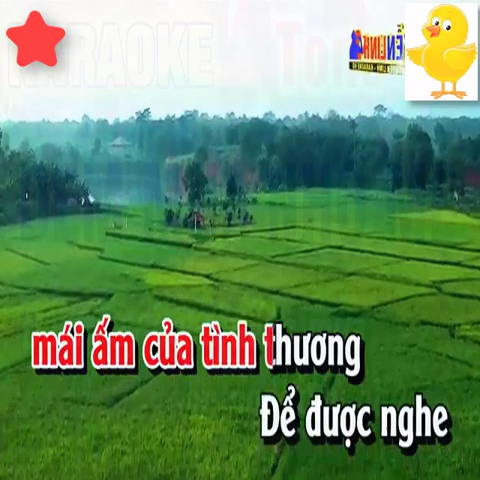 KARAOKE
mái ấm của tình thương
Để được nghe